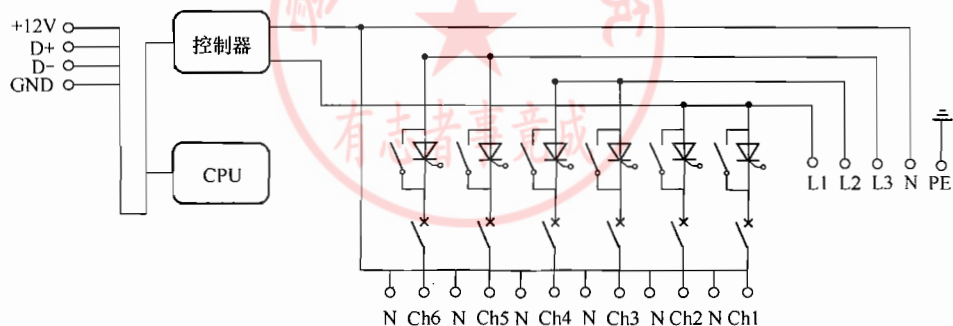 +12V
D+
D-
GND
控制器
CPU
有志者事竟成
L1 L2 L3 N PE
N Ch6 N Ch5 N Ch4 N Ch3 N Ch2 N Ch1